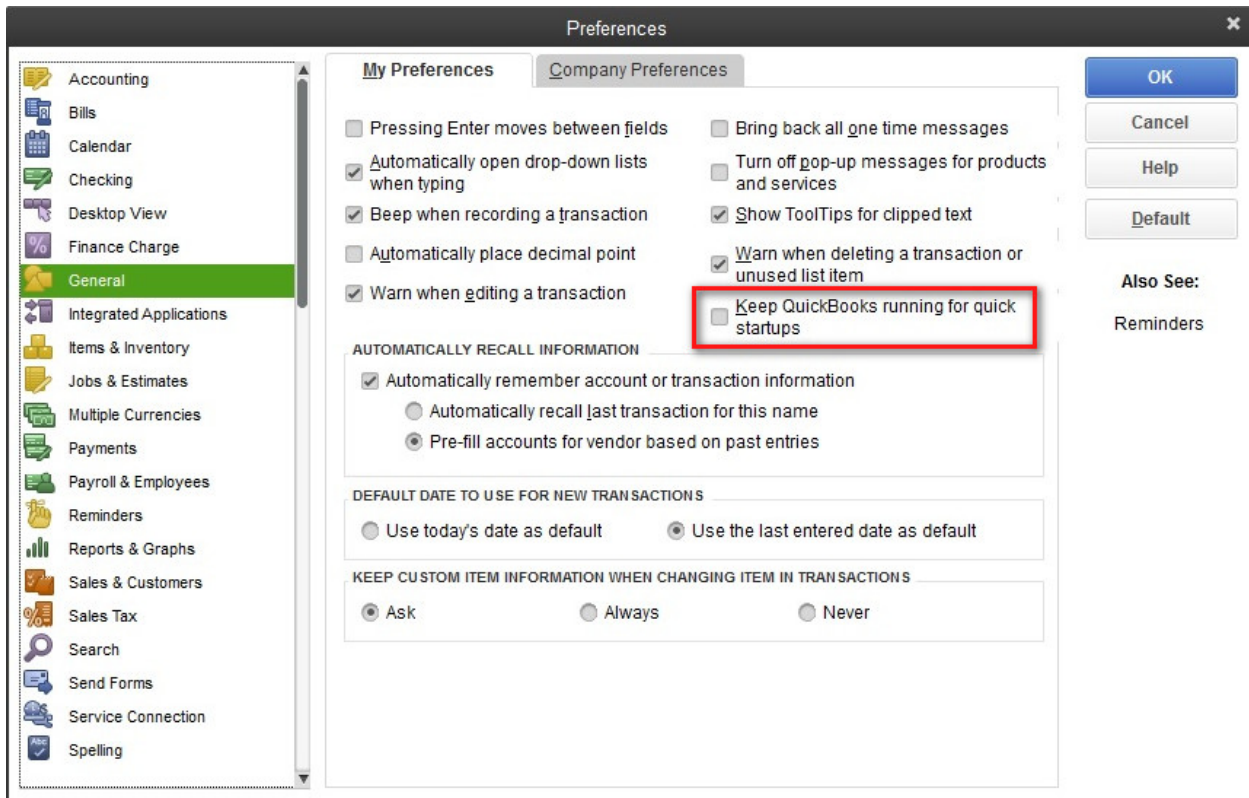 Preferences
Accounting
Bills
Calendar
Checking
Desktop View
Finance Charge
General
Integrated Applications
Items & Inventory
Jobs & Estimates
Multiple Currencies
Payments
Payroll & Employees
Reminders
Reports & Graphs
Sales & Customers
Sales Tax
Search
Send Forms
Service Connection
Abc
Spelling
My Preferences
Company Preferences
Pressing Enter moves between fields
Automatically open drop-down lists
when typing
Beep when recording a transaction
Automatically place decimal point
Warn when editing a transaction
Bring back all one time messages
Turn off pop-up messages for products
and services
Show ToolTips for clipped text
Warn when deleting a transaction or
unused list item
Keep QuickBooks running for quick
startups
AUTOMATICALLY RECALL INFORMATION
Automatically remember account or transaction information
Automatically recall last transaction for this name
Pre-fill accounts for vendor based on past entries
DEFAULT DATE TO USE FOR NEW TRANSACTIONS
Use today's date as default
Use the last entered date as default
KEEP CUSTOM ITEM INFORMATION WHEN CHANGING ITEM IN TRANSACTIONS
Ask
Always
Never
OK
Cancel
Help
Default
Also See:
Reminders